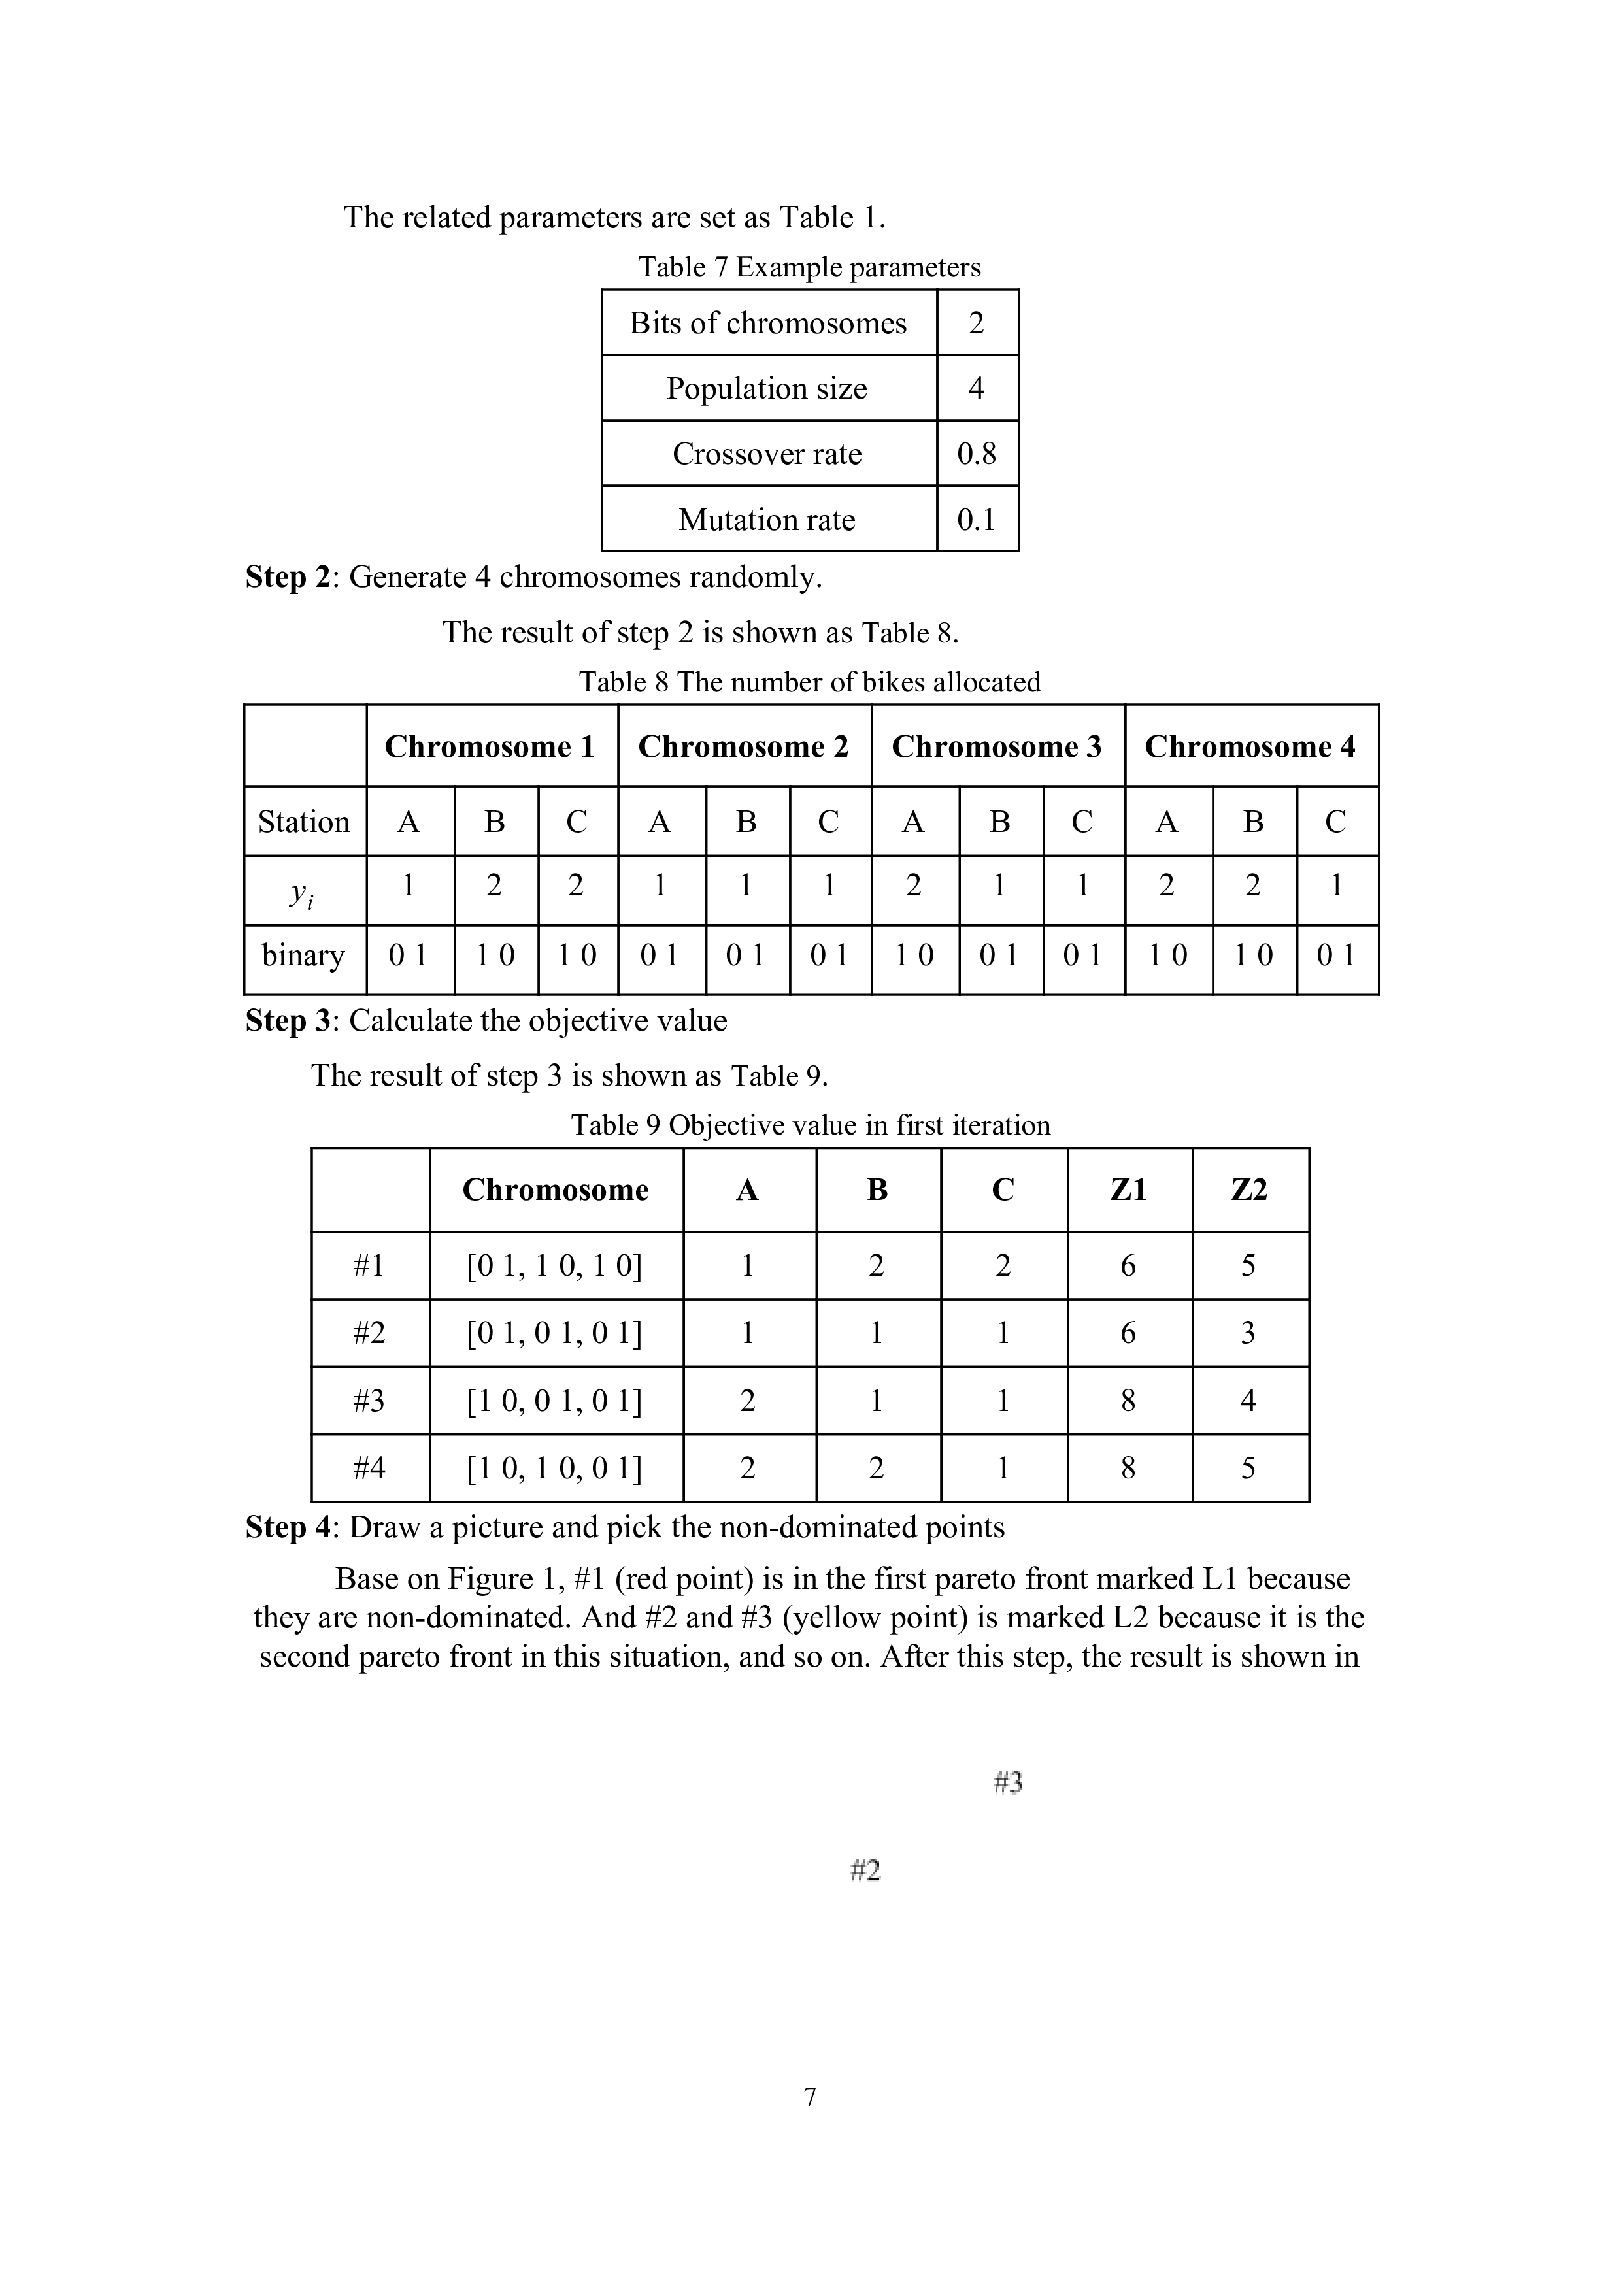 The related parameters are set as Table 1.
Table 7 Example parameters
Bits of chromosomes 2
Population size 4
Crossover rate 0.8
Mutation rate 0.1
Step 2: Generate 4 chromosomes randomly.
The result of step 2 is shown as Table 8.
Table 8 The number of bikes allocated
Chromosome 1 Chromosome 2 Chromosome 3 Chromosome 4
Station A B C A B C A B C A B C
yi 1 2 2 1 1 1 2 1 1 2 2 1
binary 0 1 1 0 1 0 0 1 0 1 0 1 1 0 0 1 0 1 1 0 1 0 0 1
Step 3: Calculate the objective value
The result of step 3 is shown as Table 9.
Table 9 Objective value in first iteration
Chromosome A B C Z1 Z2
#1 [0 1, 1 0, 1 0] 1 2 2 6 5
#2 [0 1, 0 1, 0 1] 1 1 1 6 3
#3 [1 0, 0 1, 0 1] 2 1 1 8 4
#4 [1 0, 1 0, 0 1] 2 2 1 8 5
Step 4: Draw a picture and pick the non-dominated points
Base on Figure 1, #1 (red point) is in the first pareto front marked L1 because
they are non-dominated. And #2 and #3 (yellow point) is marked L2 because it is the
second pareto front in this situation, and so on. After this step, the result is shown in
#3
#2
7